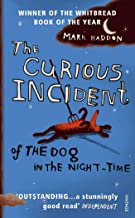 WINNER OF THE WHITBREAD
BOOK OF THE YEAR
MARK HADDON
THE
CURIOUS
INCIDENT
OF THE DOG
IN THE NIGHT-TIME
'OUTSTANDING...a stunningly
good read' INDEPENDENT